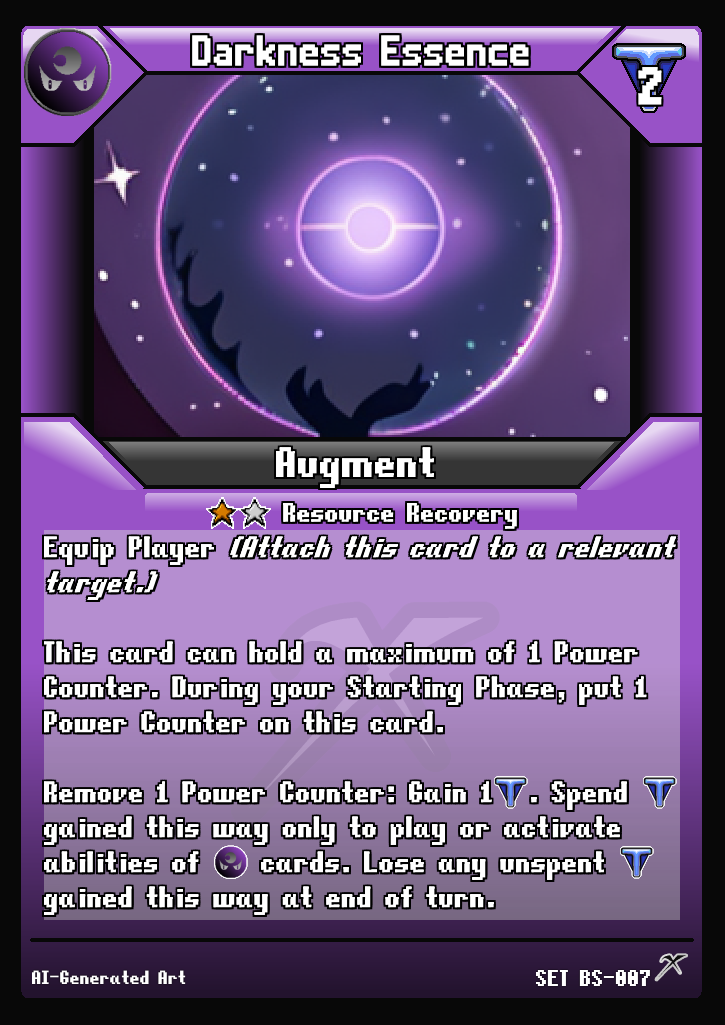 Darkness Essence
2
Augment
Resource Recovery
Equip Player (Attach this card to a relevant
target.)
This card can hold a maximum of 1 Power
Counter. During your Starting Phase, put 1
Power Counter on this card.
Remove 1 Power Counter: Gain 1 . Spend
gained this way only to play or activate
abilities of cards. Lose any unspent
gained this way at end of turn.
AI-Generated Art
SET BS-007